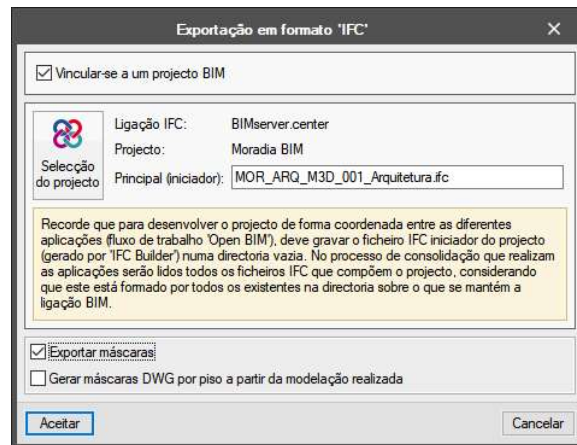 Exportação em formato 'IFC'
Vincular-se a um projecto BIM
Selecção
do projecto
Ligação IFC: BIMserver.center
Projecto: Moradia BIM
Principal (iniciador): MOR_ARQ_M3D_001_Arquitetura.ifc
Recorde que para desenvolver o projecto de forma coordenada entre as diferentes
aplicações (fluxo de trabalho 'Open BIM'), deve gravar o ficheiro IFC iniciador do projecto
(gerado por 'IFC Builder') numa directoria vazia. No processo de consolidação que realizam
as aplicações serão lidos todos os ficheiros IFC que compõem o projecto, considerando
que este está formado por todos os existentes na directoria sobre o que se mantém a
ligação BIM.
Exportar máscaras
Gerar máscaras DWG por piso a partir da modelação realizada
Aceitar
Cancelar